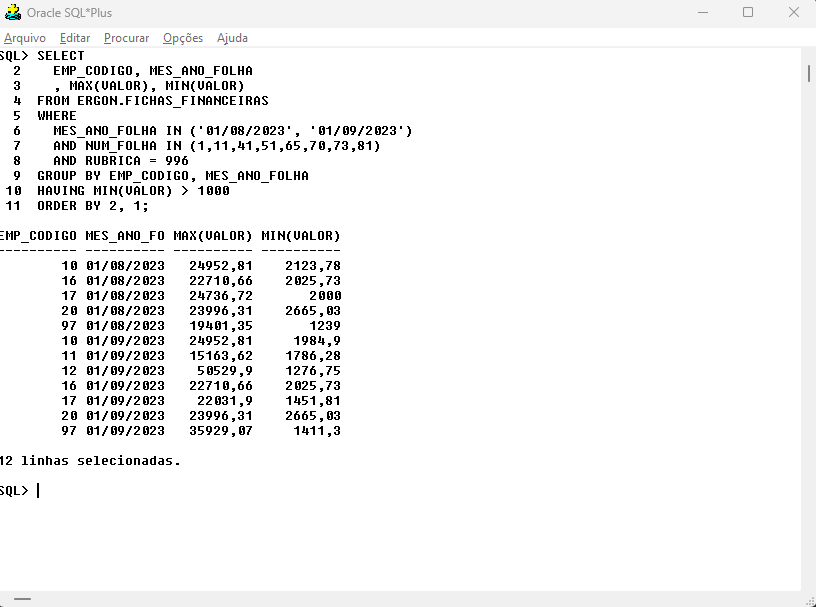 Oracle SQL*Plus
Arquivo Editar Procurar Opções Ajuda
SQL> SELECT
2 EMP_CODIGO, MES_ANO_FOLHA
3 , MAX(VALOR), MIN(VALOR)
4 FROM ERGON.FICHAS_FINANCEIRAS
5 WHERE
6 MES_ANO_FOLHA IN ('01/08/2023', '01/09/2023')
7 AND NUM_FOLHA IN (1,11,41,51,65,70,73,81)
8 AND RUBRICA = 996
9 GROUP BY EMP_CODIGO, MES_ANO_FOLHA
10 HAVING MIN(VALOR) > 1000
11 ORDER BY 2, 1;
EMP_CODIGO MES_ANO_FO MAX(VALOR) MIN(VALOR)
---------- ---------- ---------- ----------
10 01/08/2023 24952,81 2123,78
16 01/08/2023 22710,66 2025,73
17 01/08/2023 24736,72 2000
20 01/08/2023 23996,31 2665,03
97 01/08/2023 19401,35 1239
10 01/09/2023 24952,81 1984,9
11 01/09/2023 15163,62 1786,28
12 01/09/2023 50529,9 1276,75
16 01/09/2023 22710,66 2025,73
17 01/09/2023 22031,9 1451,81
20 01/09/2023 23996,31 2665,03
97 01/09/2023 35929,07 1411,3
12 linhas selecionadas.
SQL>